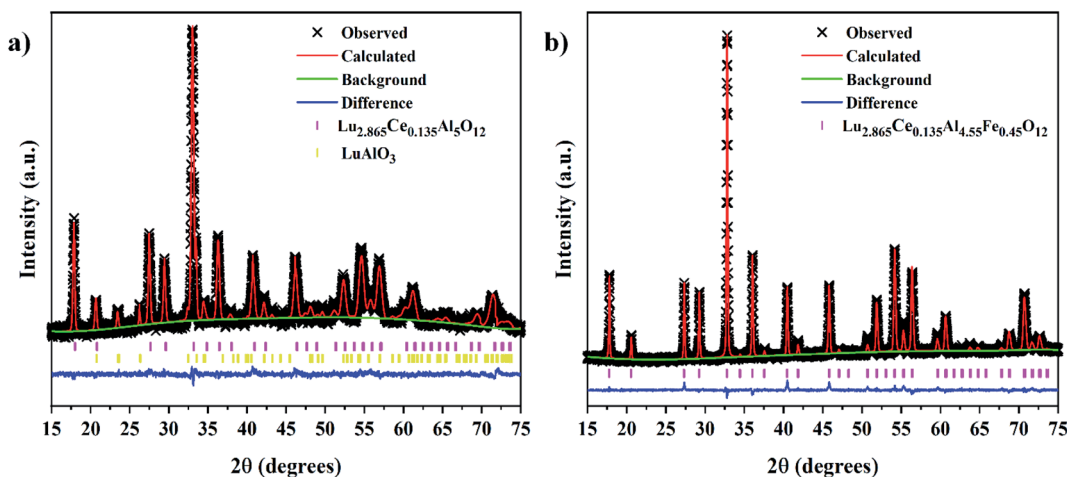 a)
Observed
Calculated
Background
Difference
Lu2.865Ce0.135Al5O12
LuAlO3
Intensity (a.u.)
15 20 25 30 35 40 45 50 55 60 65 70 75
2θ (degrees)
b)
Observed
Calculated
Background
Difference
Lu2.865Ce0.135Al4.55Fe0.45O12
Intensity (a.u.)
15 20 25 30 35 40 45 50 55 60 65 70 75
2θ (degrees)